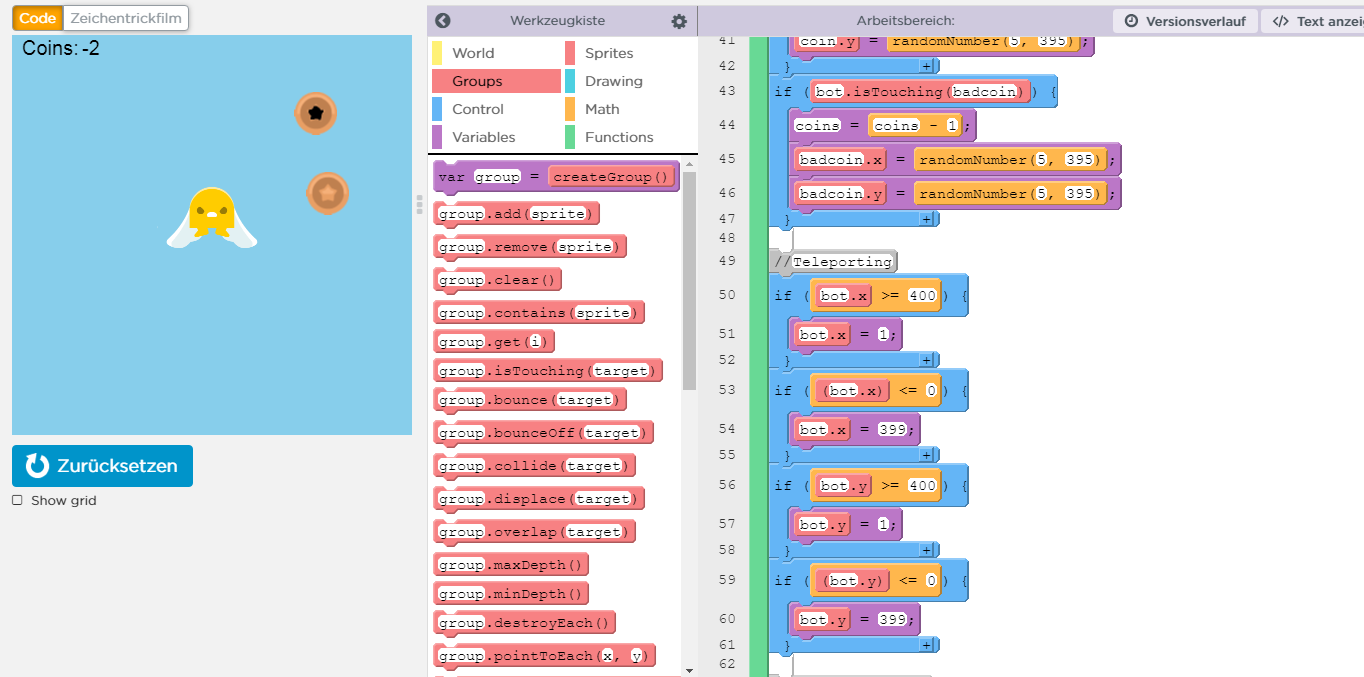 Code Zeichentrickfilm
Coins: -2
Zurücksetzen
Show grid
Werkzeugkiste
World Sprites
Groups Drawing
Control Math
Variables Functions
var group = createGroup()
group.add(sprite)
group.remove(sprite)
group.clear()
group.contains(sprite)
group.get(i)
group.isTouching(target)
group.bounce(target)
group.bounceOff(target)
group.collide(target)
group.displace(target)
group.overlap(target)
group.maxDepth()
group.minDepth()
group.destroyEach()
group.pointToEach(x, y)
Arbeitsbereich: Versionsverlauf </> Text anzei
41 coin.y = randomNumber(5, 395);
42 }
43 if (bot.isTouching(badcoin)) {
44 coins = coins - 1;
45 badcoin.x = randomNumber(5, 395);
46 badcoin.y = randomNumber(5, 395);
47 }
48
49 //Teleporting
50 if (bot.x >= 400) {
51 bot.x = 1;
52 }
53 if ((bot.x) <= 0) {
54 bot.x = 399;
55 }
56 if (bot.y >= 400) {
57 bot.y = 1;
58 }
59 if ((bot.y) <= 0) {
60 bot.y = 399;
61 }
62